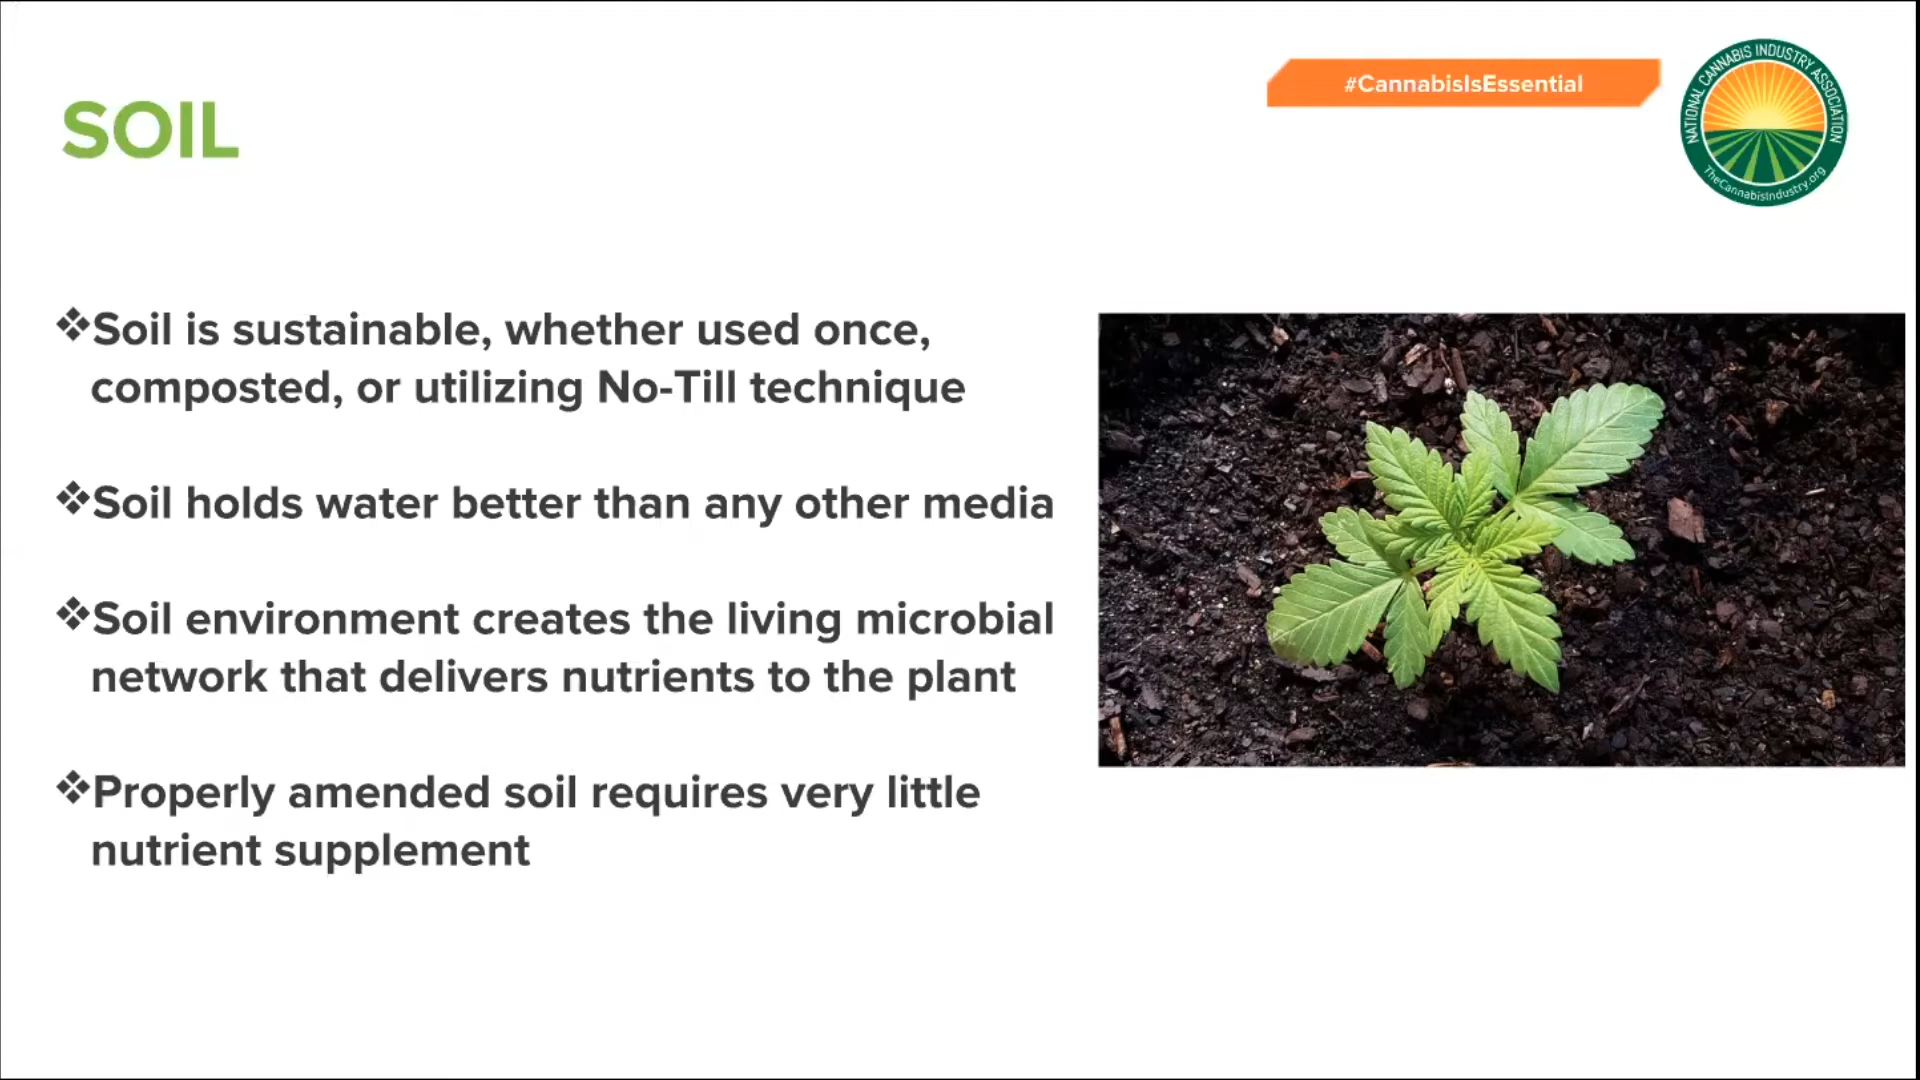 #CannabisIsEssential
NATIONAL CANNABIS INDUSTRY ASSOCIATION
TheCannabisIndustry.org
SOIL
❖Soil is sustainable, whether used once,
composted, or utilizing No-Till technique
❖Soil holds water better than any other media
❖Soil environment creates the living microbial
network that delivers nutrients to the plant
❖Properly amended soil requires very little
nutrient supplement